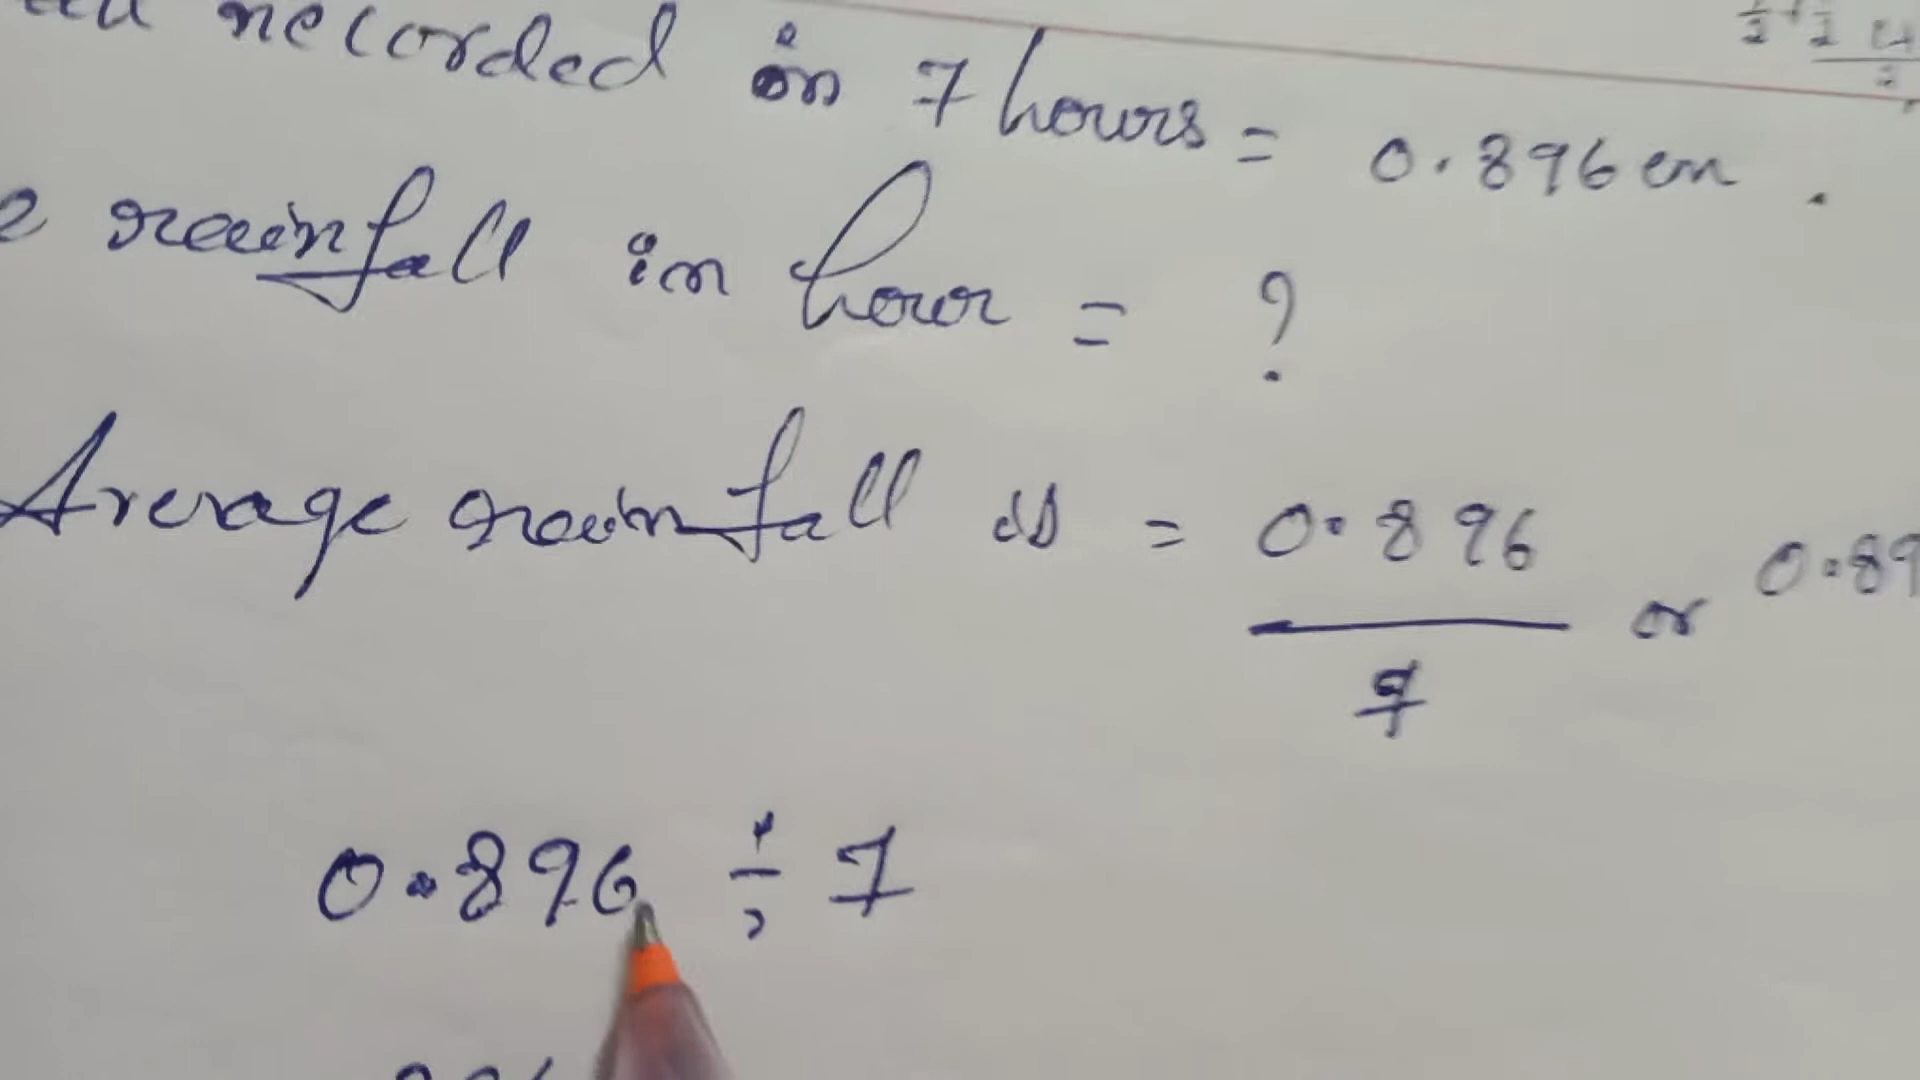 recorded in 7 hours = 0.896 cm.
rainfall in hour = ?
Average rainfall is = 0.896
7
or 0.89
0.896 ÷ 7